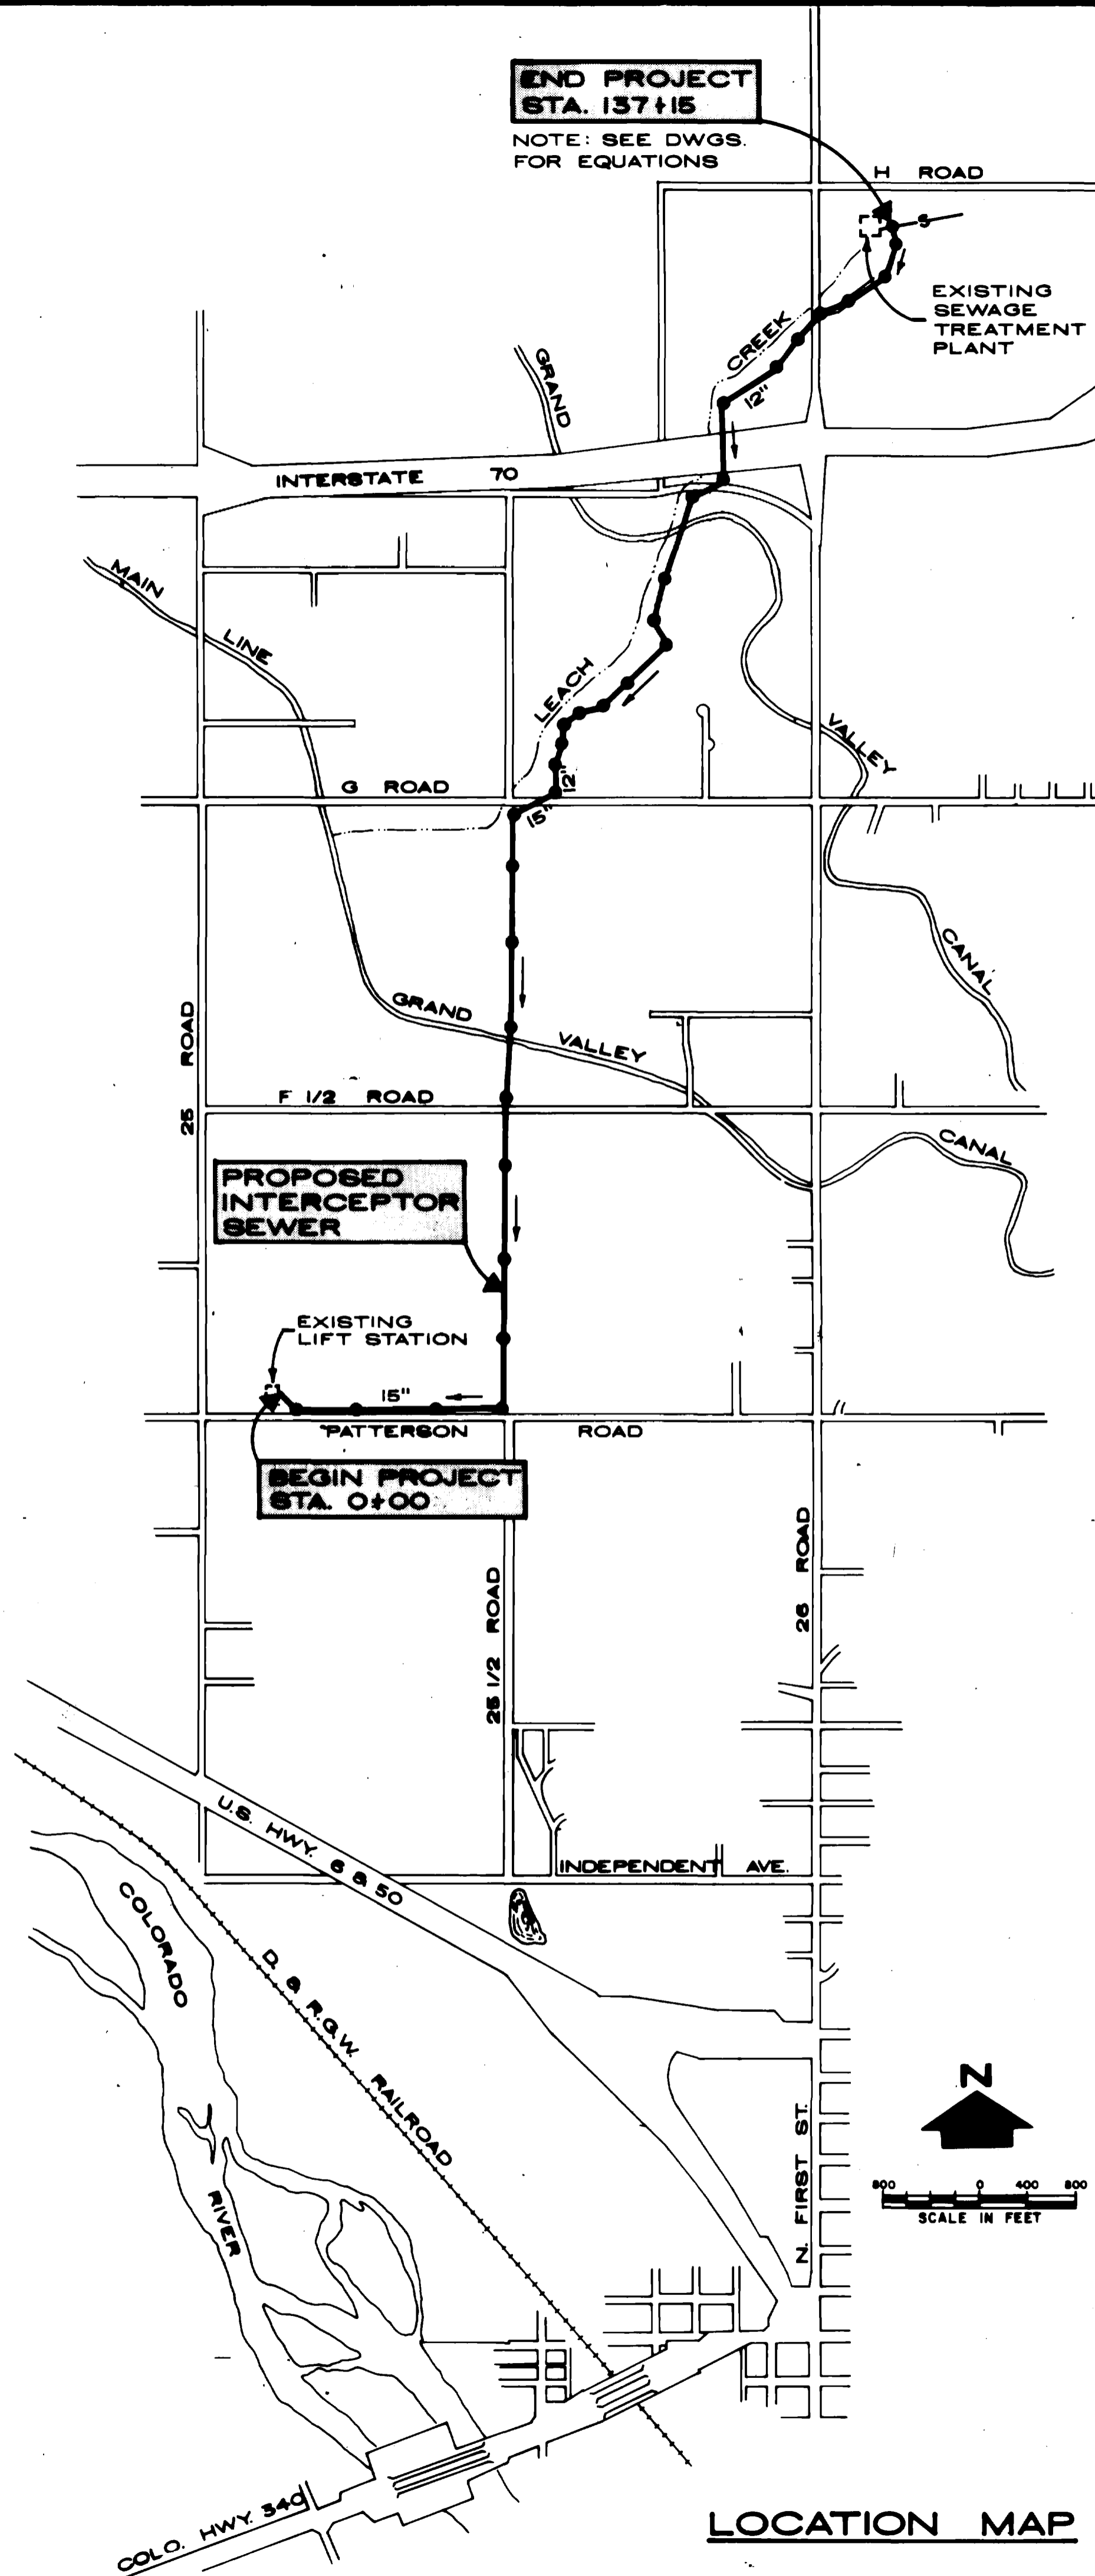 END PROJECT
STA. 137+15
NOTE: SEE DWGS.
FOR EQUATIONS
H ROAD
S
EXISTING
SEWAGE
TREATMENT
PLANT
CREEK
12"
GRAND
INTERSTATE 70
MAIN
LINE
LEACH
VALLEY
12"
G ROAD
15"
CANAL
GRAND
VALLEY
25 ROAD
F 1/2 ROAD
CANAL
PROPOSED
INTERCEPTOR
SEWER
EXISTING
LIFT STATION
15"
PATTERSON ROAD
BEGIN PROJECT
STA. 0+00
25 1/2 ROAD
26 ROAD
U.S. HWY. 6 & 50
INDEPENDENT AVE.
COLORADO
D. & R.G.W. RAILROAD
RIVER
N. FIRST ST.
N
800 0 400 800
SCALE IN FEET
COLO. HWY. 340
LOCATION MAP